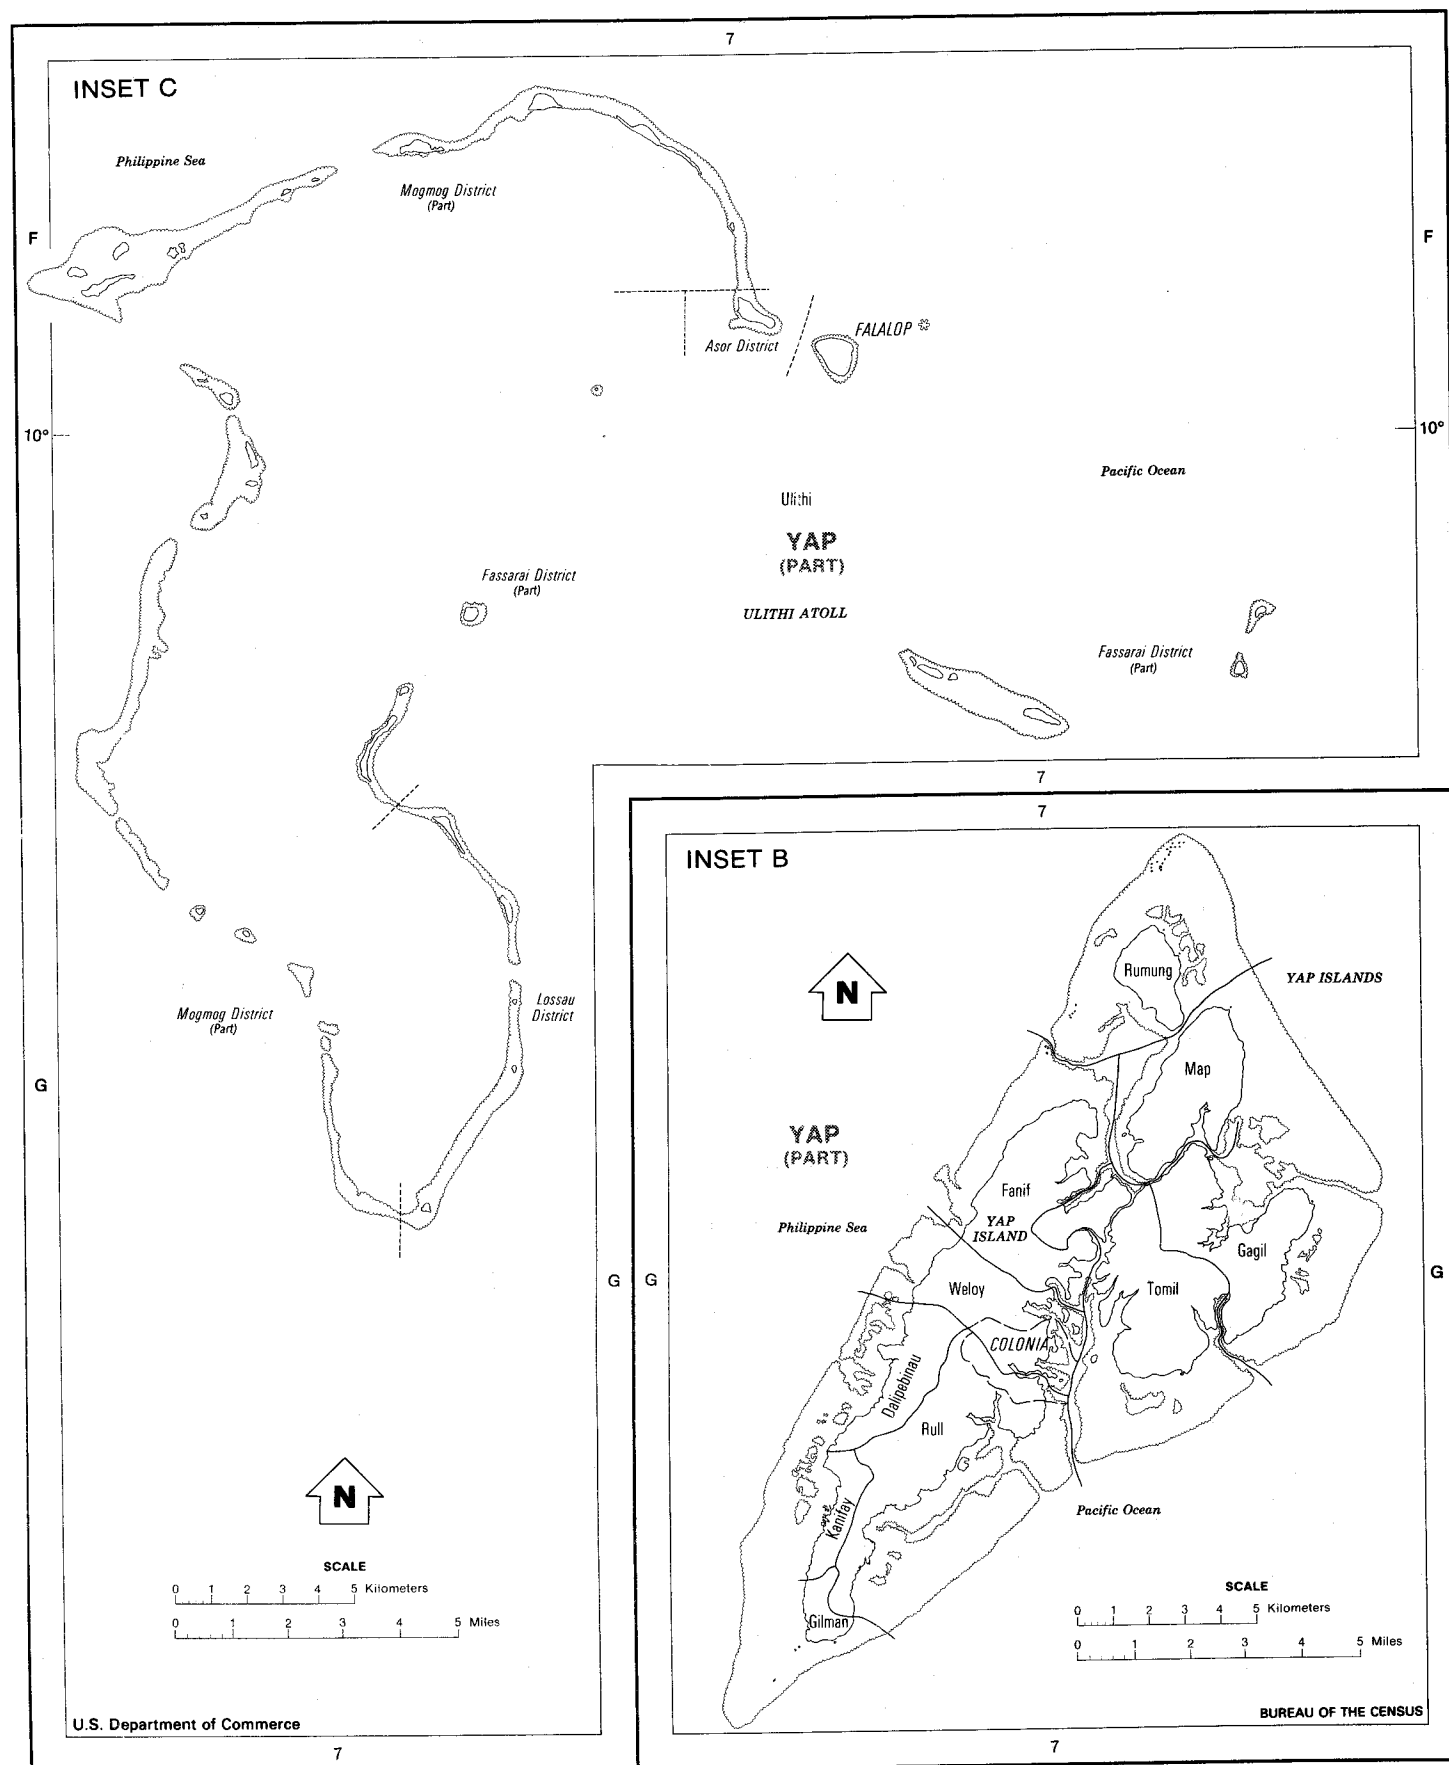 7
INSET C
Philippine Sea
Mogmog District
(Part)
F
F
FALALOP
Asor District
10°
10°
Pacific Ocean
Ulithi
YAP
(PART)
Fassarai District
(Part)
ULITHI ATOLL
Fassarai District
(Part)
7
7
INSET B
Rumung
YAP ISLANDS
N
Lossau
District
Mogmog District
(Part)
Map
G
YAP
(PART)
Fanif
Philippine Sea
YAP
ISLAND
Gagil
G
G
G
Weloy
Tomil
COLONIA
Dalipebinau
Rull
N
Kanifay
Pacific Ocean
SCALE
0 1 2 3 4 5 Kilometers
0 1 2 3 4 5 Miles
SCALE
0 1 2 3 4 5 Kilometers
0 1 2 3 4 5 Miles
Gilman
U.S. Department of Commerce
BUREAU OF THE CENSUS
7
7